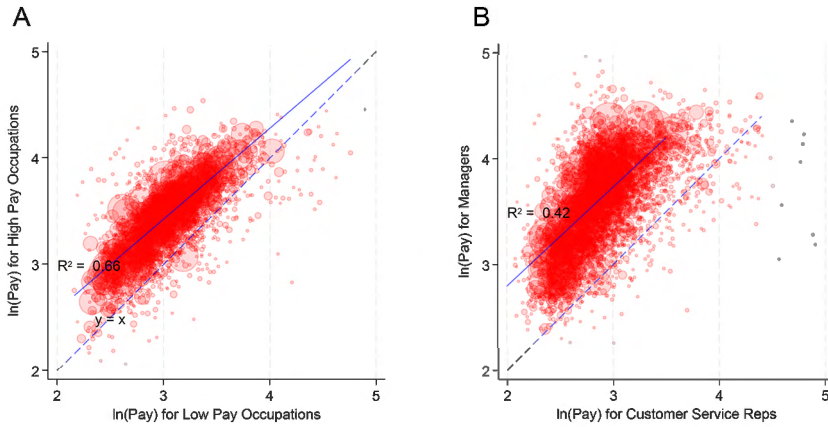 A
ln(Pay) for High Pay Occupations
5
4
3
2
R² = 0.66
y = x
2 3 4 5
ln(Pay) for Low Pay Occupations
B
ln(Pay) for Managers
5
4
3
2
R² = 0.42
2 3 4 5
ln(Pay) for Customer Service Reps